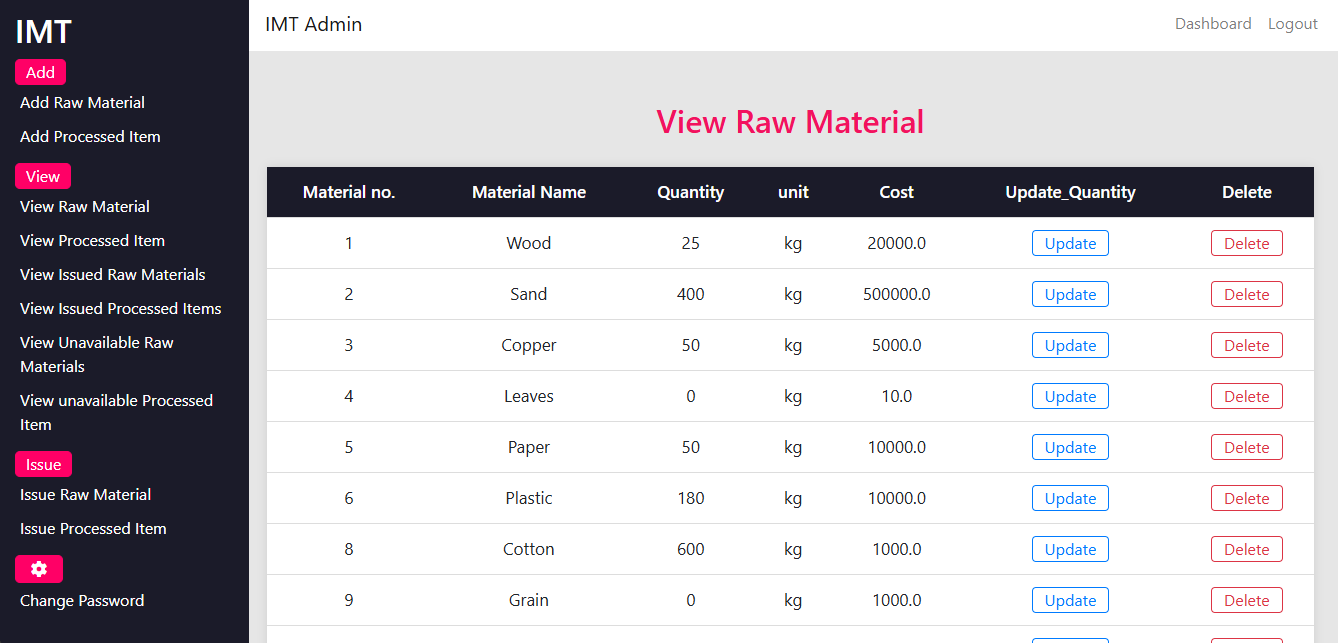 IMT
Add
Add Raw Material
Add Processed Item
View
View Raw Material
View Processed Item
View Issued Raw Materials
View Issued Processed Items
View Unavailable Raw
Materials
View unavailable Processed
Item
Issue
Issue Raw Material
Issue Processed Item
Change Password
IMT Admin Dashboard Logout
View Raw Material
Material no. Material Name Quantity unit Cost Update_Quantity Delete
1 Wood 25 kg 20000.0 Update Delete
2 Sand 400 kg 500000.0 Update Delete
3 Copper 50 kg 5000.0 Update Delete
4 Leaves 0 kg 10.0 Update Delete
5 Paper 50 kg 10000.0 Update Delete
6 Plastic 180 kg 10000.0 Update Delete
8 Cotton 600 kg 1000.0 Update Delete
9 Grain 0 kg 1000.0 Update Delete